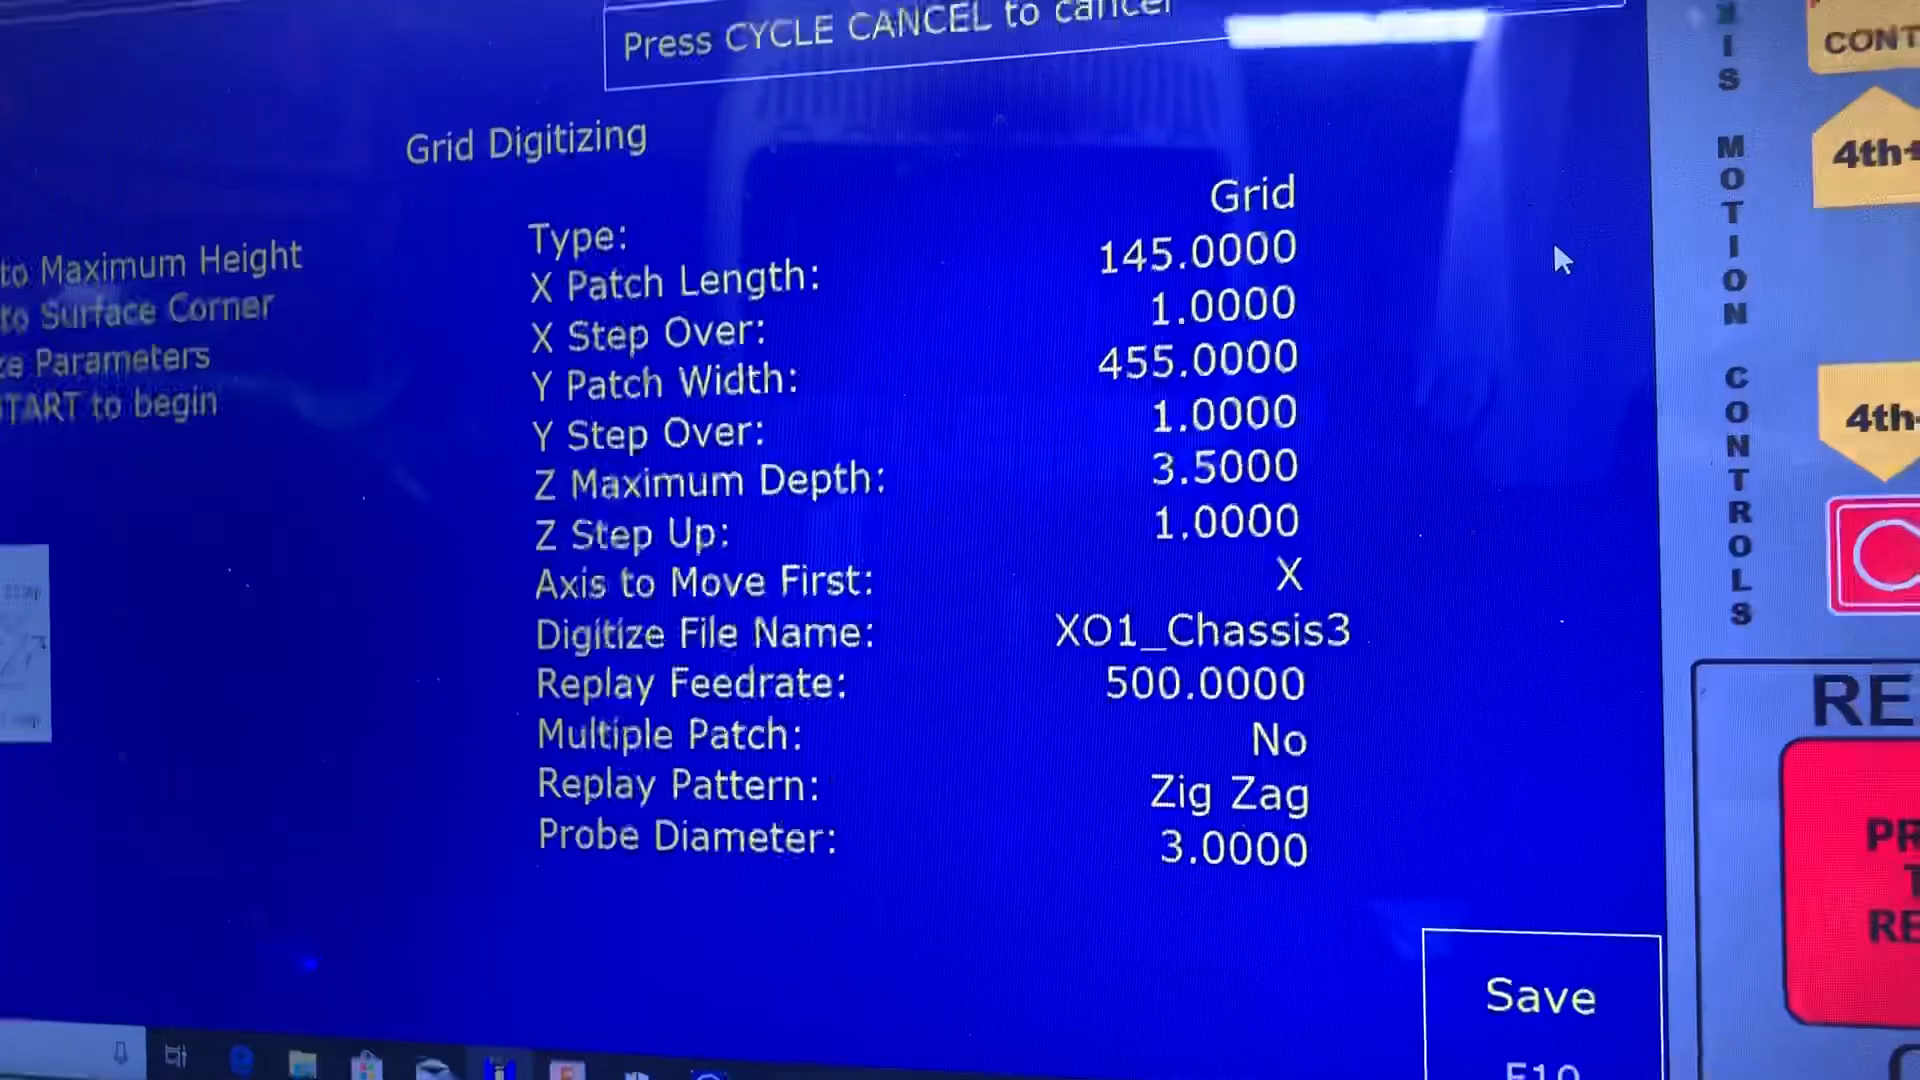 Press CYCLE CANCEL to cancel
Grid Digitizing
to Maximum Height
to Surface Corner
Parameters
to begin
Type: Grid
X Patch Length: 145.0000
X Step Over: 1.0000
Y Patch Width: 455.0000
Y Step Over: 1.0000
Z Maximum Depth: 3.5000
Z Step Up: 1.0000
Axis to Move First: X
Digitize File Name: XO1_Chassis3
Replay Feedrate: 500.0000
Multiple Patch: No
Replay Pattern: Zig Zag
Probe Diameter: 3.0000
Save
F10
MOTION CONTROLS
CONT
4th+
4th-
RE
PR
RE